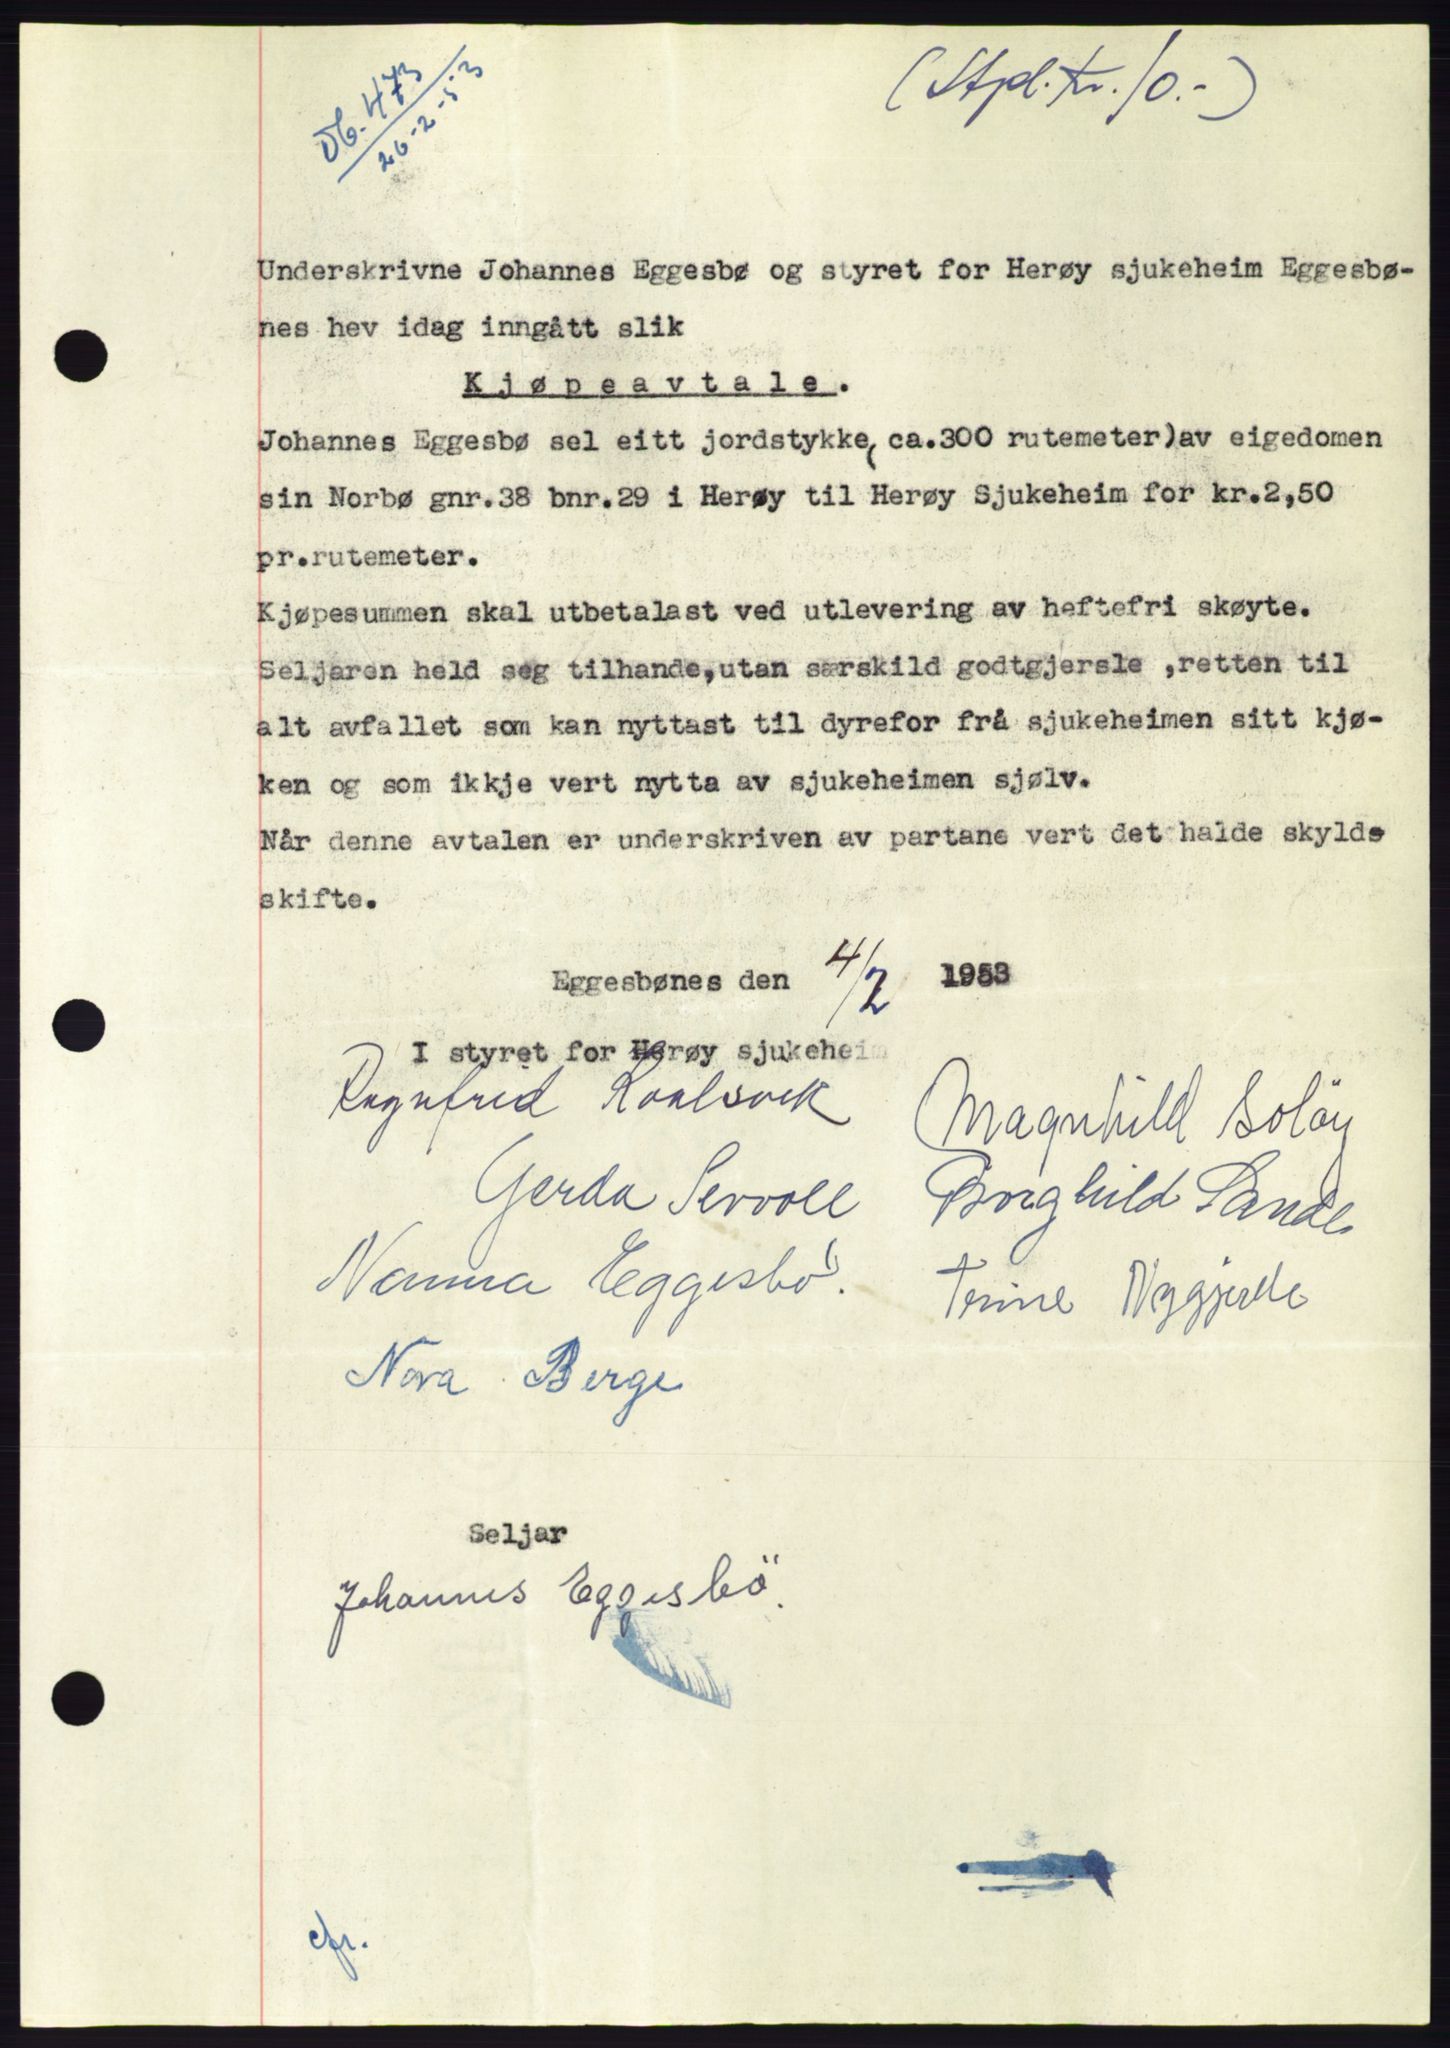 Db. 473
26-2-53
(Stpl. kr. 10.-)
Underskrivne Johannes Eggesbø og styret for Herøy sjukeheim Eggesbø-
nes hev idag inngått slik
Kjøpeavtale.
Johannes Eggesbø sel eitt jordstykke( ca.300 rutemeter)av eigedomen
sin Norbø gnr.38 bnr.29 i Herøy til Herøy Sjukeheim for kr.2,50
pr.rutemeter.
Kjøpesummen skal utbetalast ved utlevering av heftefri skøyte.
Seljaren held seg tilhande,utan særskild godtgjersle ,retten til
alt avfallet som kan nyttast til dyrefor frå sjukeheimen sitt kjø-
ken og som ikkje vert nytta av sjukeheimen sjølv.
Når denne avtalen er underskriven av partane vert det halde skylds
skifte.
Eggesbønes den 4/2 1953
I styret for Herøy sjukeheim
Ragnfred Koalsvik Magnhild Solöy
Gerda Servoll Borghild Sande
Nanna Eggesbö. Trine Nygjerde
Nora Berge
Seljar
Johannes Eggesbö.